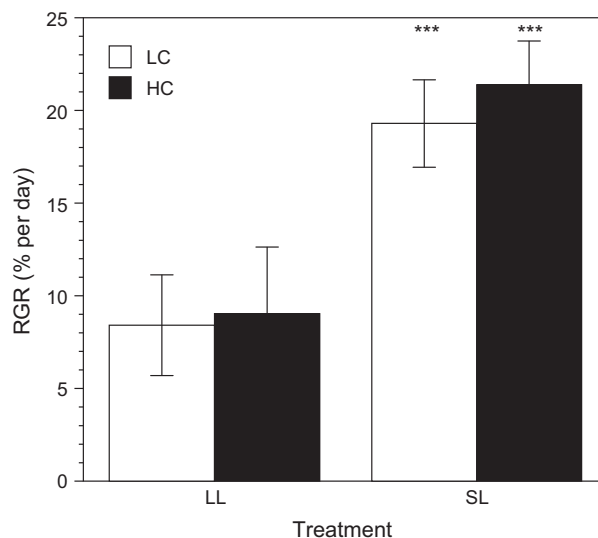 25
20
15
10
5
0
RGR (% per day)
LC
HC
***
***
LL
SL
Treatment